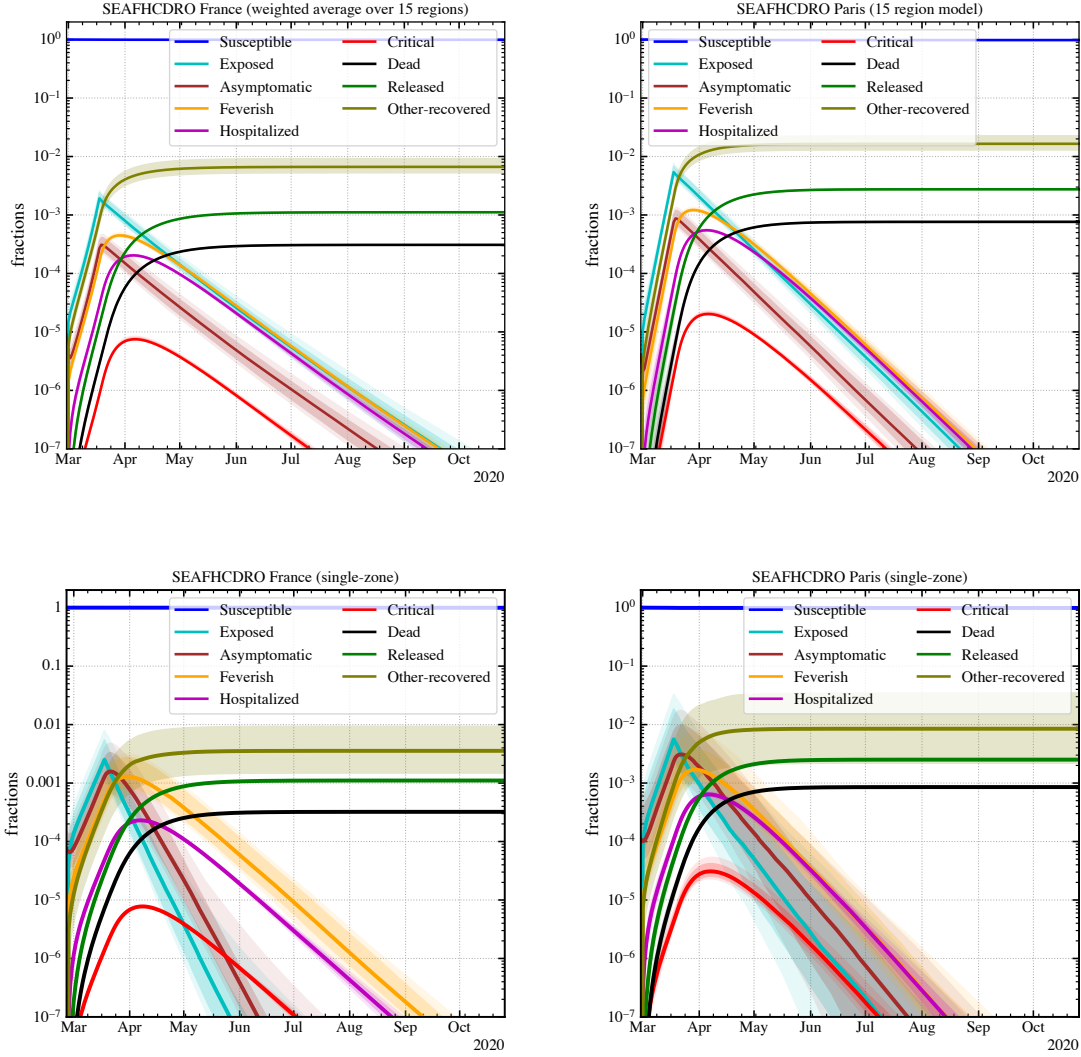 SEAFHCDRO France (weighted average over 15 regions)
10⁰
10⁻¹
10⁻²
10⁻³
10⁻⁴
10⁻⁵
10⁻⁶
10⁻⁷
fractions
Susceptible
Exposed
Asymptomatic
Feverish
Hospitalized
Critical
Dead
Released
Other-recovered
Mar Apr May Jun Jul Aug Sep Oct
2020
SEAFHCDRO Paris (15 region model)
10⁰
10⁻¹
10⁻²
10⁻³
10⁻⁴
10⁻⁵
10⁻⁶
10⁻⁷
fractions
Susceptible
Exposed
Asymptomatic
Feverish
Hospitalized
Critical
Dead
Released
Other-recovered
Mar Apr May Jun Jul Aug Sep Oct
2020
SEAFHCDRO France (single-zone)
1
0.1
0.01
0.001
10⁻⁴
10⁻⁵
10⁻⁶
10⁻⁷
fractions
Susceptible
Exposed
Asymptomatic
Feverish
Hospitalized
Critical
Dead
Released
Other-recovered
Mar Apr May Jun Jul Aug Sep Oct
2020
SEAFHCDRO Paris (single-zone)
10⁰
10⁻¹
10⁻²
10⁻³
10⁻⁴
10⁻⁵
10⁻⁶
10⁻⁷
fractions
Susceptible
Exposed
Asymptomatic
Feverish
Hospitalized
Critical
Dead
Released
Other-recovered
Mar Apr May Jun Jul Aug Sep Oct
2020